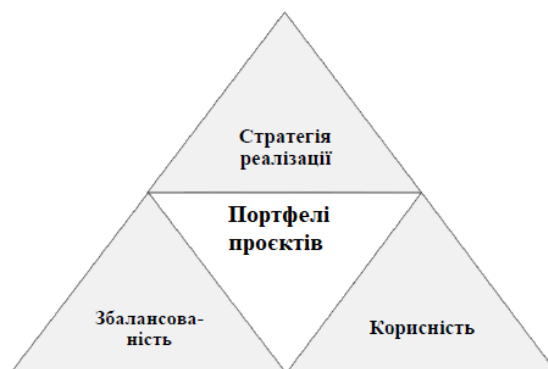 Стратегія
реалізації
Портфелі
проєктів
Збалансова-
ність
Корисність